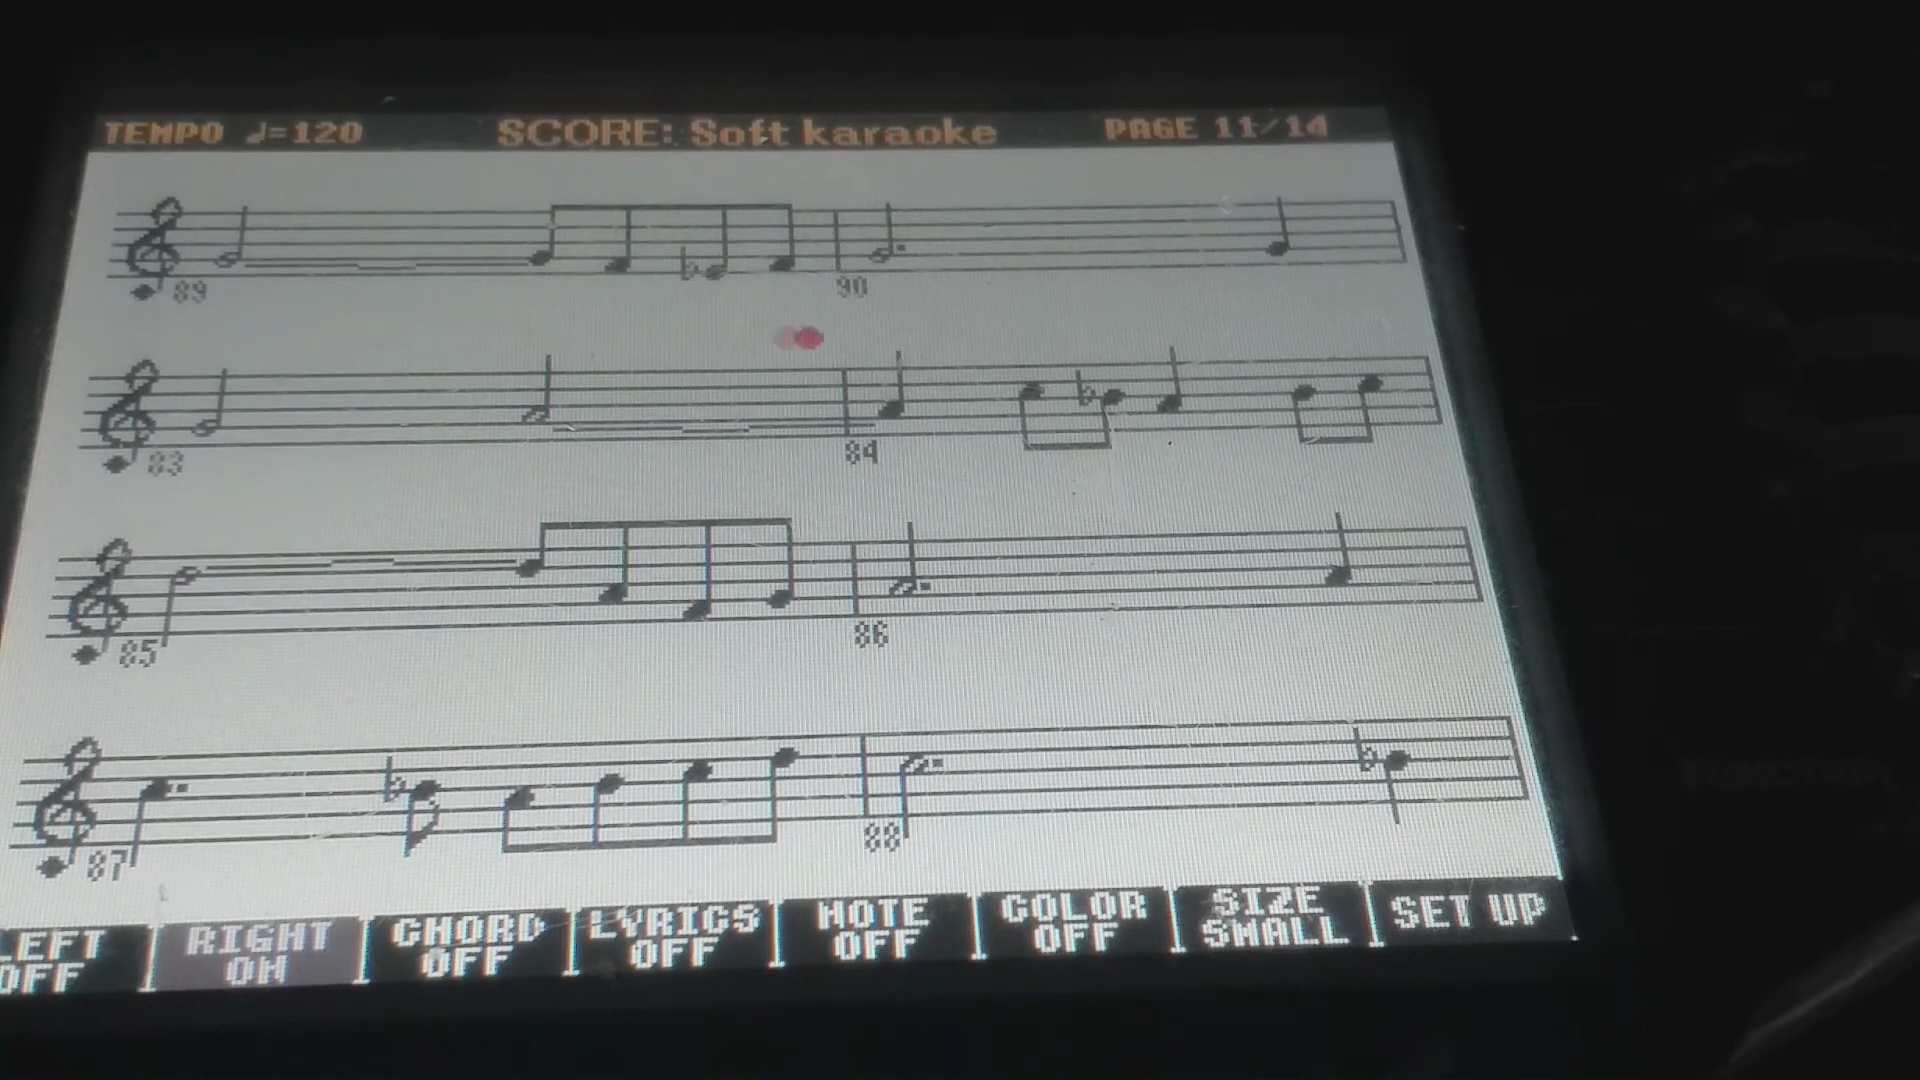 TEMPO ♩=120 SCORE: Soft karaoke PAGE 11/14
89 90
83 84
85 86
87 88
LEFT OFF
RIGHT ON
CHORD OFF
LYRICS OFF
NOTE OFF
COLOR OFF
SIZE SMALL
SET UP